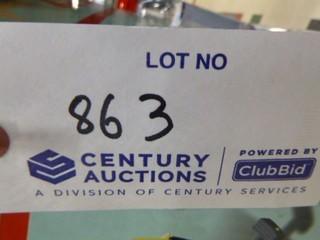 LOT NO
863
CENTURY AUCTIONS
POWERED BY
ClubBid
A DIVISION OF CENTURY SERVICES